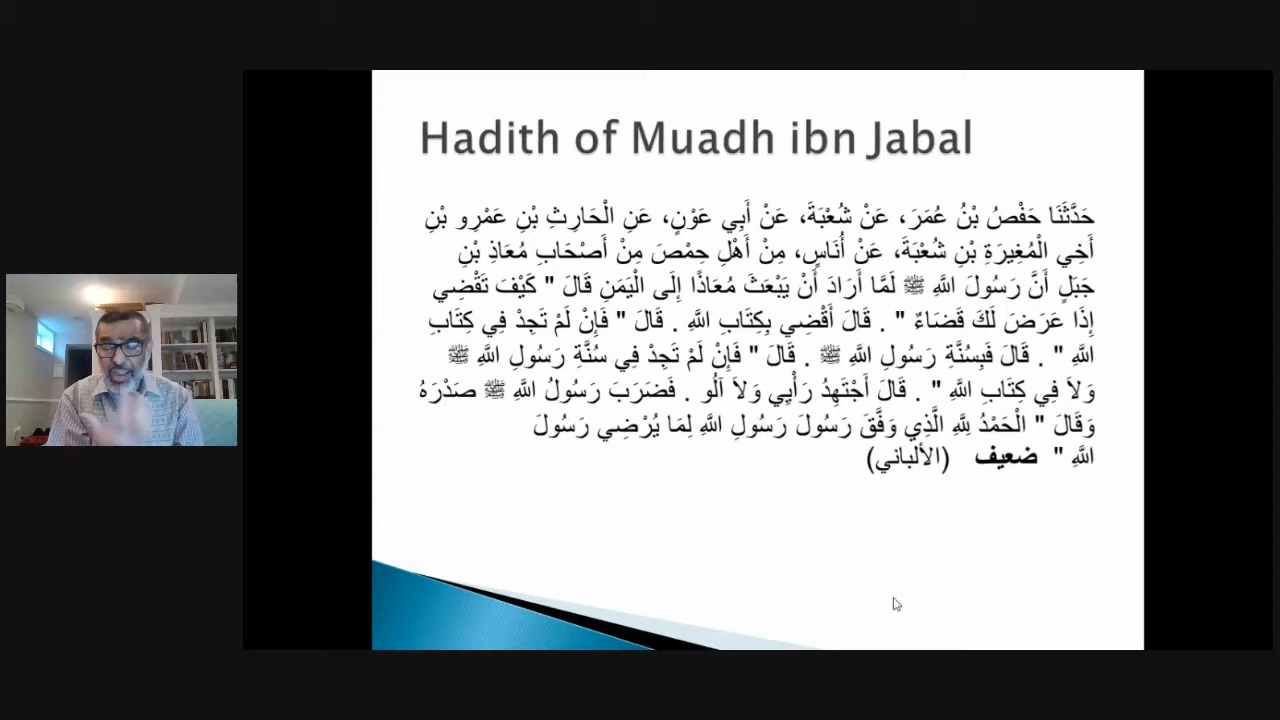 Hadith of Muadh ibn Jabal
حَدَّثَنَا حَفْصُ بْنُ عُمَرَ، عَنْ شُعْبَةَ، عَنْ أَبِي عَوْنٍ، عَنِ الْحَارِثِ بْنِ عَمْرِو بْنِ
أَخِي الْمُغِيرَةِ بْنِ شُعْبَةَ، عَنْ أُنَاسٍ، مِنْ أَهْلِ حِمْصَ مِنْ أَصْحَابِ مُعَاذِ بْنِ
جَبَلٍ أَنَّ رَسُولَ اللَّهِ ﷺ لَمَّا أَرَادَ أَنْ يَبْعَثَ مُعَاذًا إِلَى الْيَمَنِ قَالَ " كَيْفَ تَقْضِي
إِذَا عَرَضَ لَكَ قَضَاءٌ " . قَالَ أَقْضِي بِكِتَابِ اللَّهِ . قَالَ " فَإِنْ لَمْ تَجِدْ فِي كِتَابِ
اللَّهِ " . قَالَ فَبِسُنَّةِ رَسُولِ اللَّهِ ﷺ . قَالَ " فَإِنْ لَمْ تَجِدْ فِي سُنَّةِ رَسُولِ اللَّهِ ﷺ
وَلاَ فِي كِتَابِ اللَّهِ " . قَالَ أَجْتَهِدُ رَأْيِي وَلاَ آلُو . فَضَرَبَ رَسُولُ اللَّهِ ﷺ صَدْرَهُ
وَقَالَ " الْحَمْدُ لِلَّهِ الَّذِي وَفَّقَ رَسُولَ رَسُولِ اللَّهِ لِمَا يُرْضِي رَسُولَ
اللَّهِ " ضعيف (الألباني)